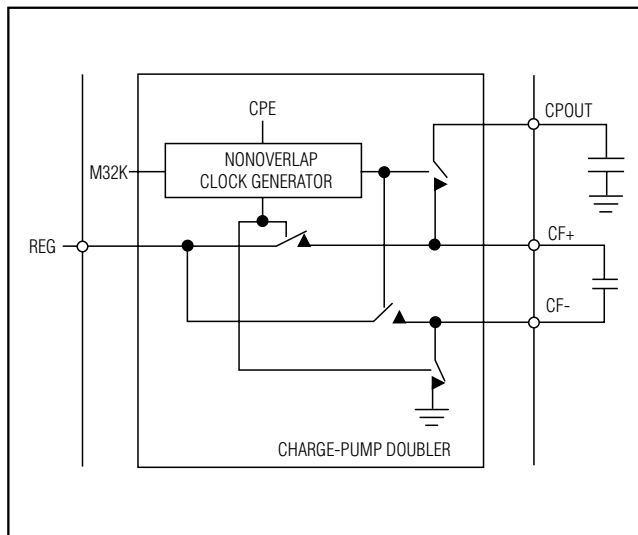 CPE
CPOUT
NONOVERLAP
CLOCK GENERATOR
M32K
REG
CF+
CF-
CHARGE-PUMP DOUBLER